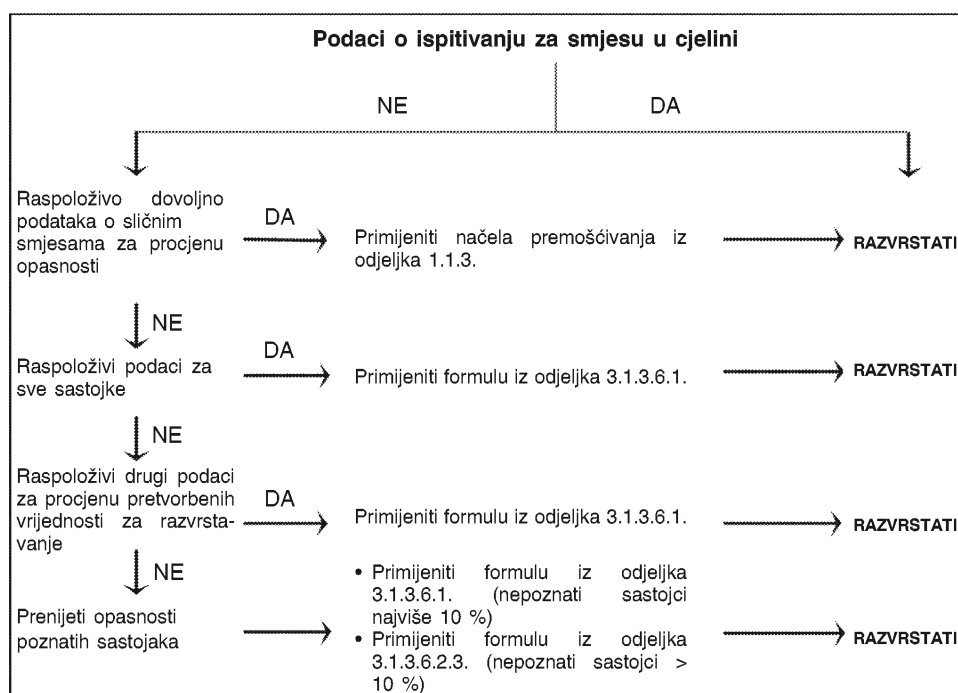 Podaci o ispitivanju za smjesu u cjelini
NE
DA
Raspoloživo dovoljno
podataka o sličnim
smjesama za procjenu
opasnosti
DA
Primijeniti načela premošćivanja iz
odjeljka 1.1.3.
RAZVRSTATI
NE
Raspoloživi podaci za
sve sastojke
DA
Primijeniti formulu iz odjeljka 3.1.3.6.1.
RAZVRSTATI
NE
Raspoloživi drugi podaci
za procjenu pretvorbenih
vrijednosti za razvrsta-
vanje
DA
Primijeniti formulu iz odjeljka 3.1.3.6.1.
RAZVRSTATI
NE
Prenijeti opasnosti
poznatih sastojaka
• Primijeniti formulu iz odjeljka
3.1.3.6.1. (nepoznati sastojci
najviše 10 %)
• Primijeniti formulu iz odjeljka
3.1.3.6.2.3. (nepoznati sastojci >
10 %)
RAZVRSTATI